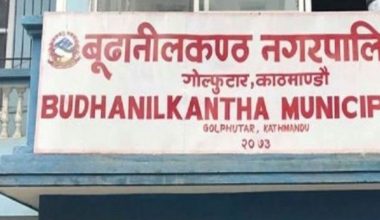 बूढानीलकण्ठ नगरपालि
गोल्फुटार, काठमाण्डौ
BUDHANILKANTHA MUNICIP
GOLPHUTAR, KATHMANDU
२०७३